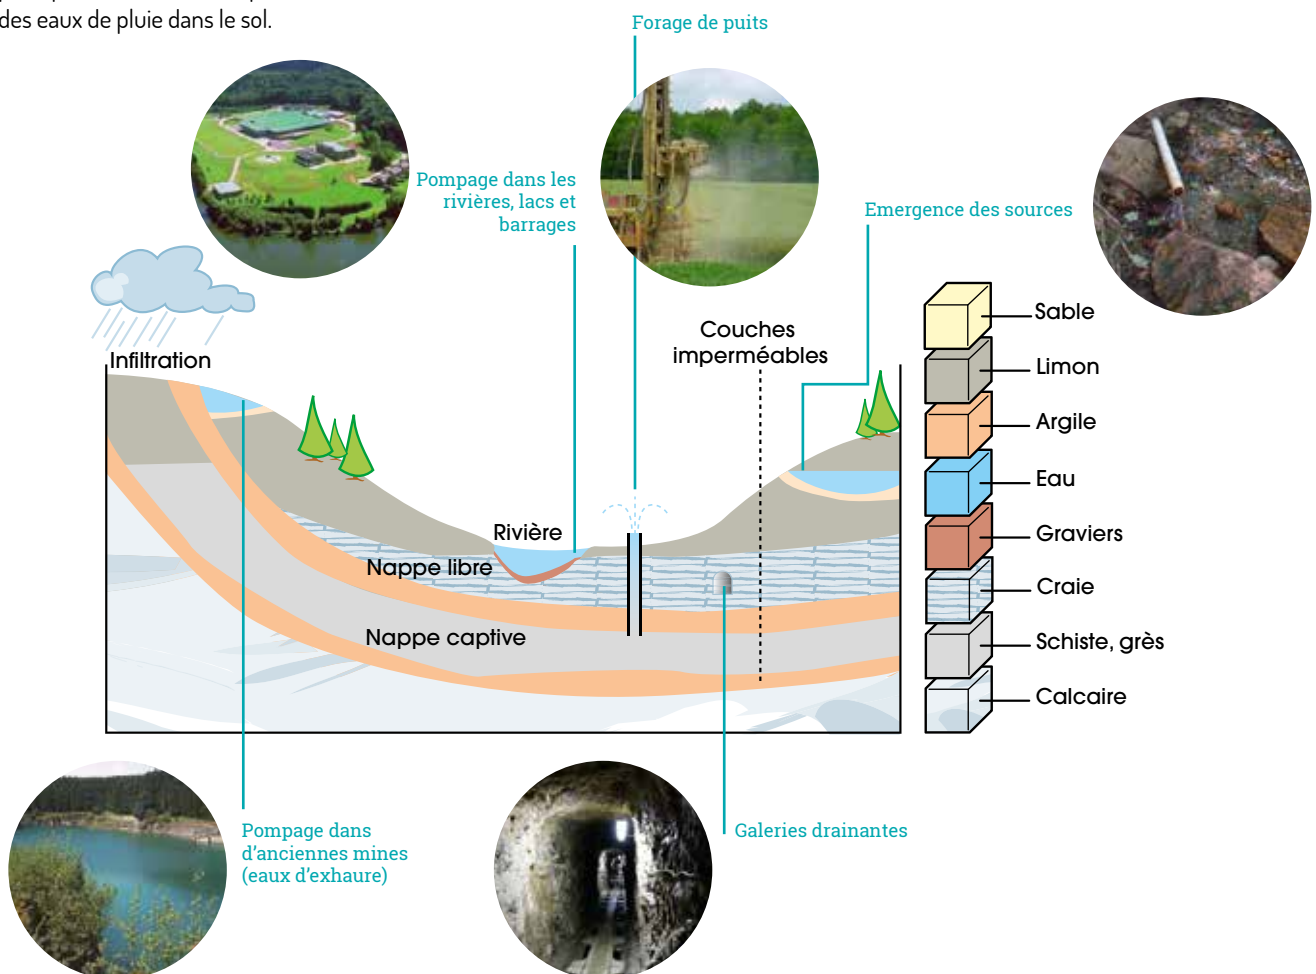 des eaux de pluie dans le sol.
Forage de puits
Pompage dans les
rivières, lacs et
barrages
Emergence des sources
Couches
imperméables
Infiltration
Sable
Limon
Argile
Eau
Graviers
Craie
Schiste, grès
Calcaire
Rivière
Nappe libre
Nappe captive
Pompage dans
d'anciennes mines
(eaux d'exhaure)
Galeries drainantes